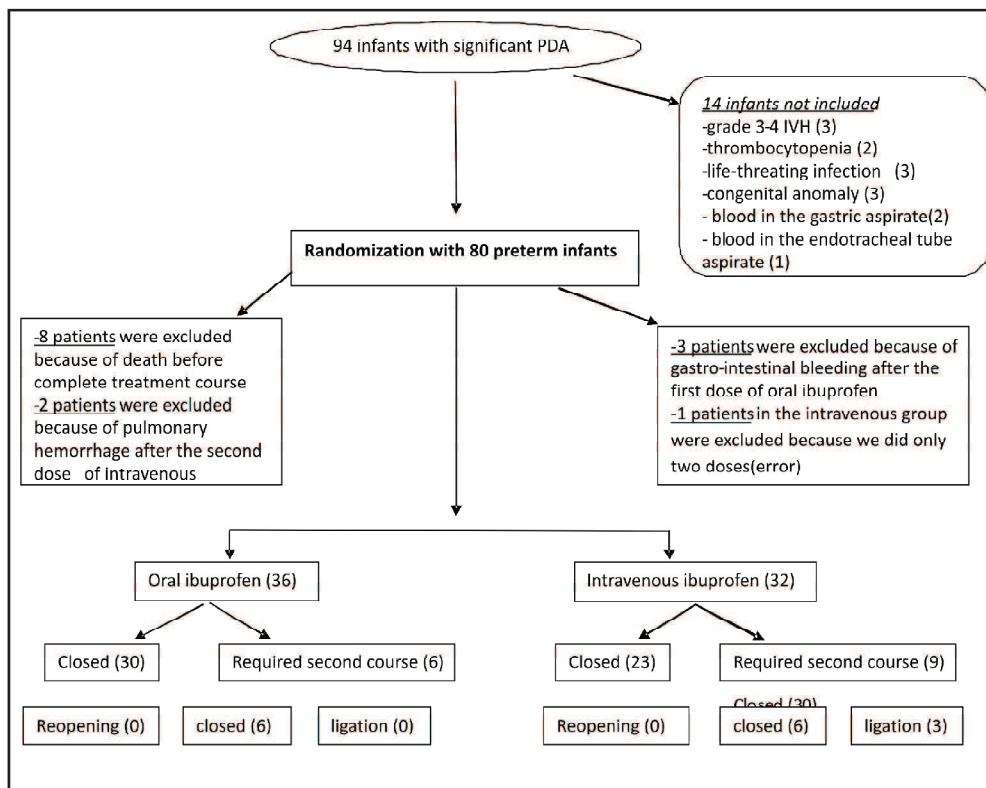 94 infants with significant PDA
14 infants not included
-grade 3-4 IVH (3)
-thrombocytopenia (2)
-life-threating infection (3)
-congenital anomaly (3)
- blood in the gastric aspirate(2)
- blood in the endotracheal tube
aspirate (1)
Randomization with 80 preterm infants
-8 patients were excluded
because of death before
complete treatment course
-2 patients were excluded
because of pulmonary
hemorrhage after the second
dose of intravenous
-3 patients were excluded because of
gastro-intestinal bleeding after the
first dose of oral ibuprofen
-1 patients in the intravenous group
were excluded because we did only
two doses(error)
Oral ibuprofen (36)
Intravenous ibuprofen (32)
Closed (30)
Required second course (6)
Closed (23)
Required second course (9)
Closed (30)
Reopening (0)
closed (6)
ligation (0)
Reopening (0)
closed (6)
ligation (3)